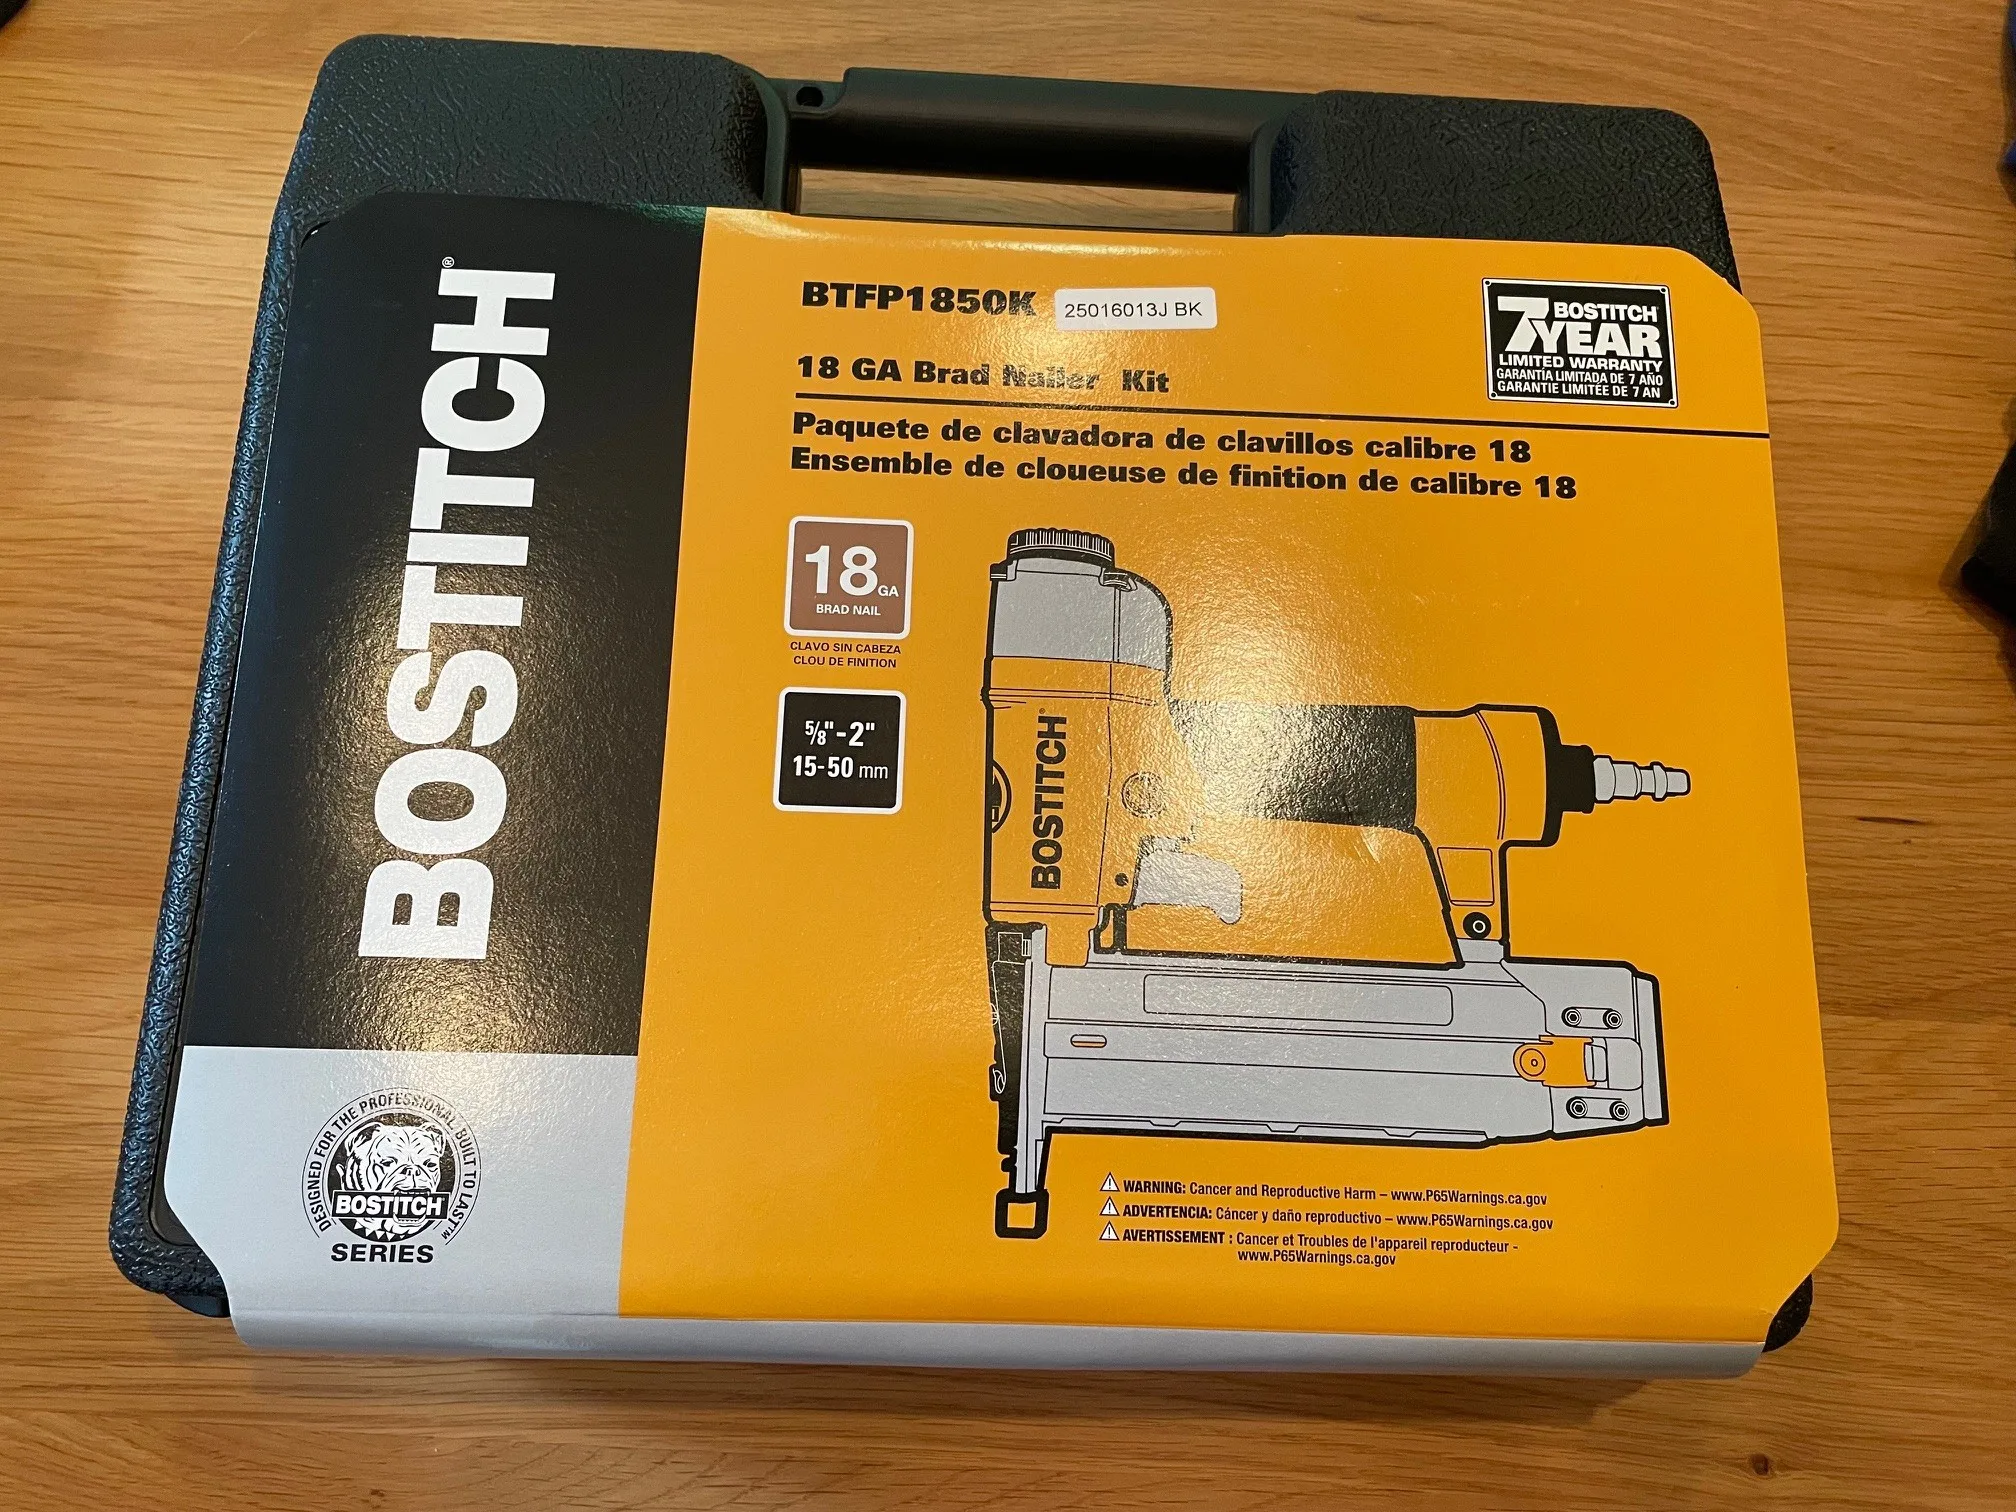 BOSTITCH®
BTFP1850K
25016013J BK
18 GA Brad Nailer Kit
Paquete de clavadora de clavillos calibre 18
Ensemble de cloueuse de finition de calibre 18
7 YEAR
BOSTITCH
LIMITED WARRANTY
GARANTÍA LIMITADA DE 7 AÑO
GARANTIE LIMITÉE DE 7 AN
18 GA
BRAD NAIL
CLAVO SIN CABEZA
CLOU DE FINITION
5/8"-2"
15-50 mm
BOSTITCH
DESIGNED FOR THE PROFESSIONAL BUILT TO LAST™
BOSTITCH
SERIES
⚠ WARNING: Cancer and Reproductive Harm – www.P65Warnings.ca.gov
⚠ ADVERTENCIA: Cáncer y daño reproductivo – www.P65Warnings.ca.gov
⚠ AVERTISSEMENT : Cancer et Troubles de l'appareil reproducteur -
www.P65Warnings.ca.gov